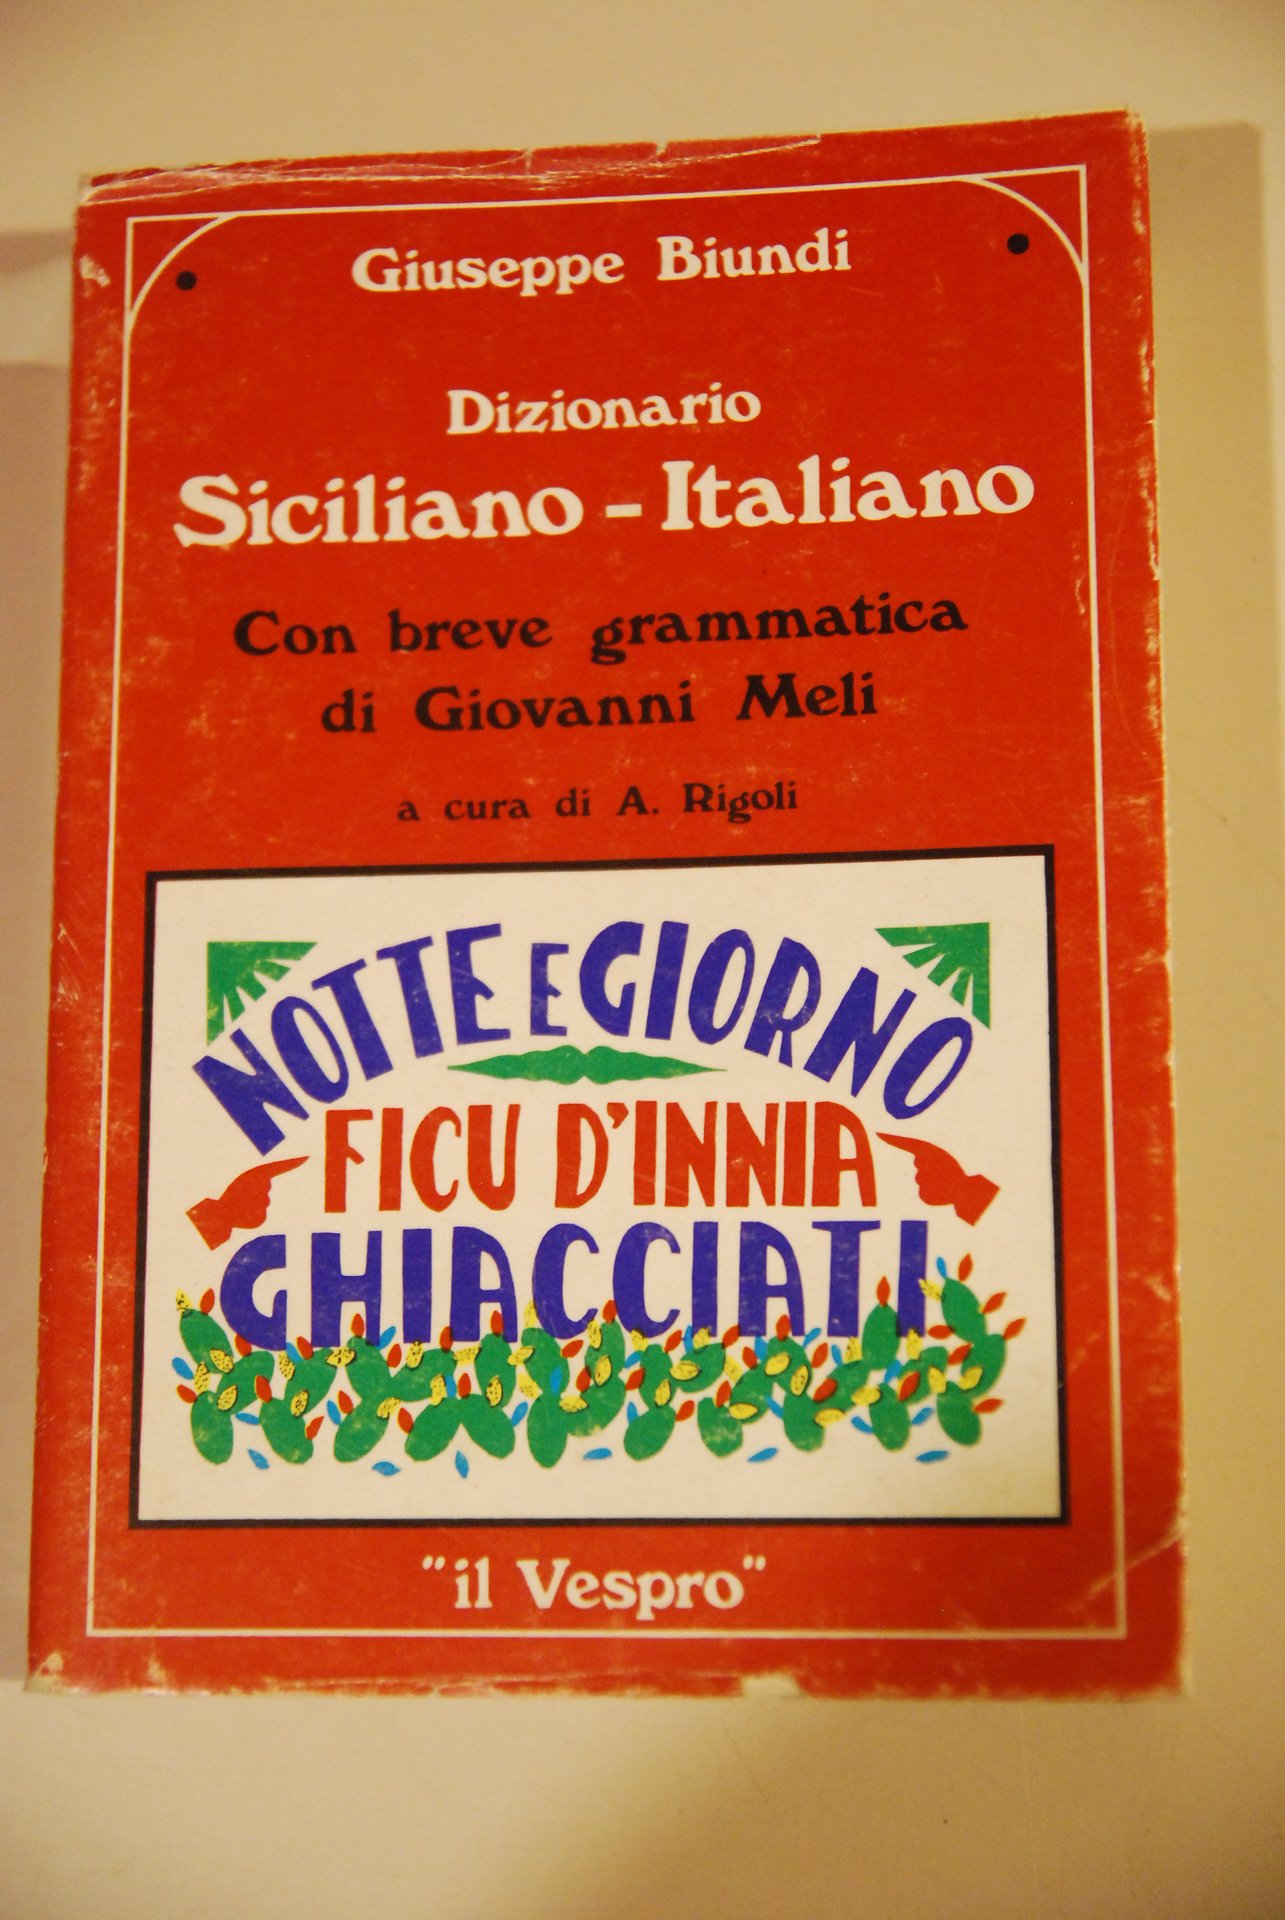 Giuseppe Biundi
Dizionario
Siciliano - Italiano
Con breve grammatica
di Giovanni Meli
a cura di A. Rigoli
NOTTE E GIORNO
FICU D'INNIA
GHIACCIATI
"il Vespro"